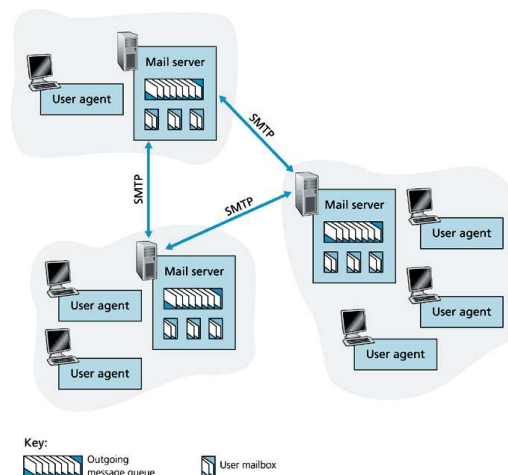 Mail server
User agent
SMTP
SMTP
SMTP
Mail server
User agent
Mail server
User agent
User agent
User agent
User agent
Key:
Outgoing
message queue
User mailbox